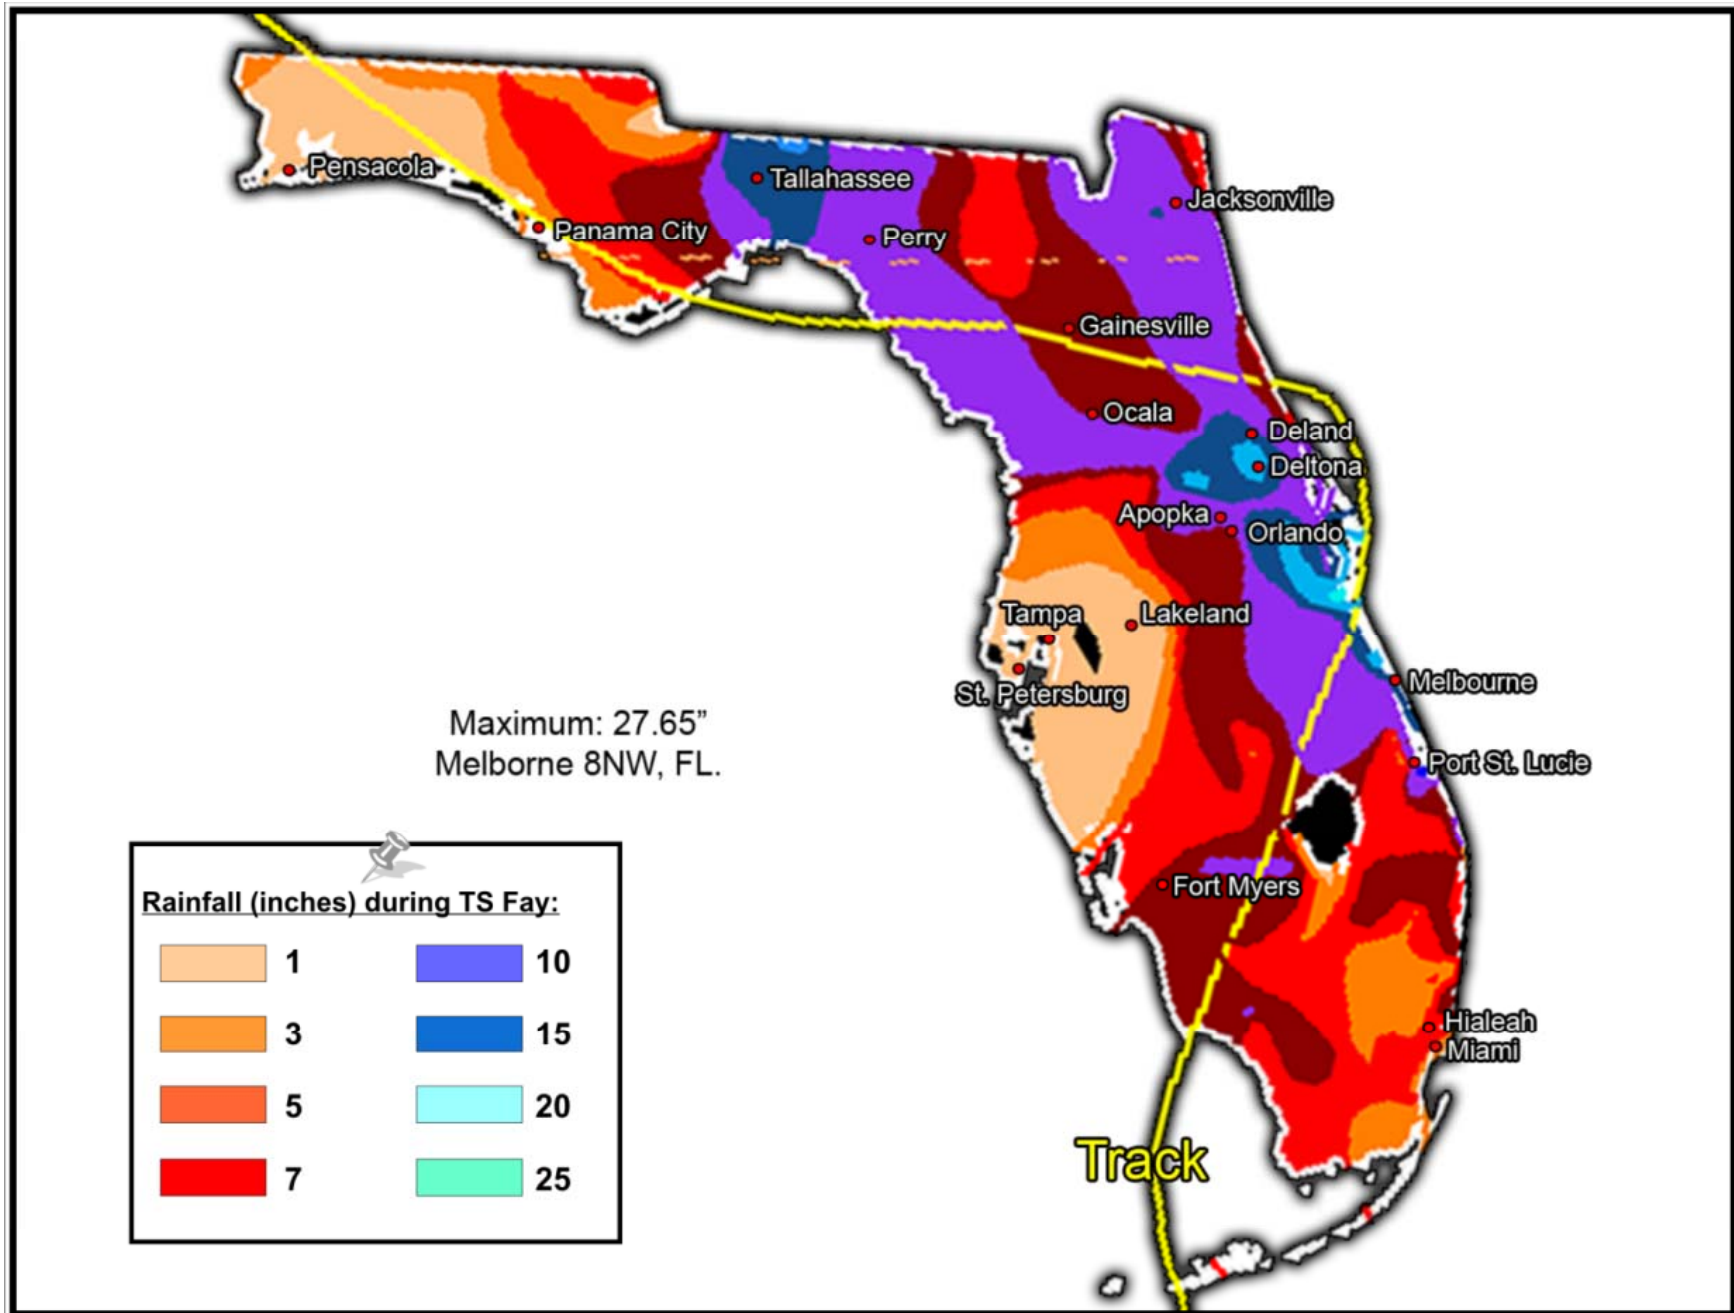 Pensacola
Tallahassee
Jacksonville
Panama City
Perry
Gainesville
Ocala
Deland
Deltona
Apopka
Orlando
Tampa
Lakeland
St. Petersburg
Melbourne
Maximum: 27.65”
Melborne 8NW, FL.
Port St. Lucie
Fort Myers
Rainfall (inches) during TS Fay:
1 10
3 15
5 20
7 25
Hialeah
Miami
Track